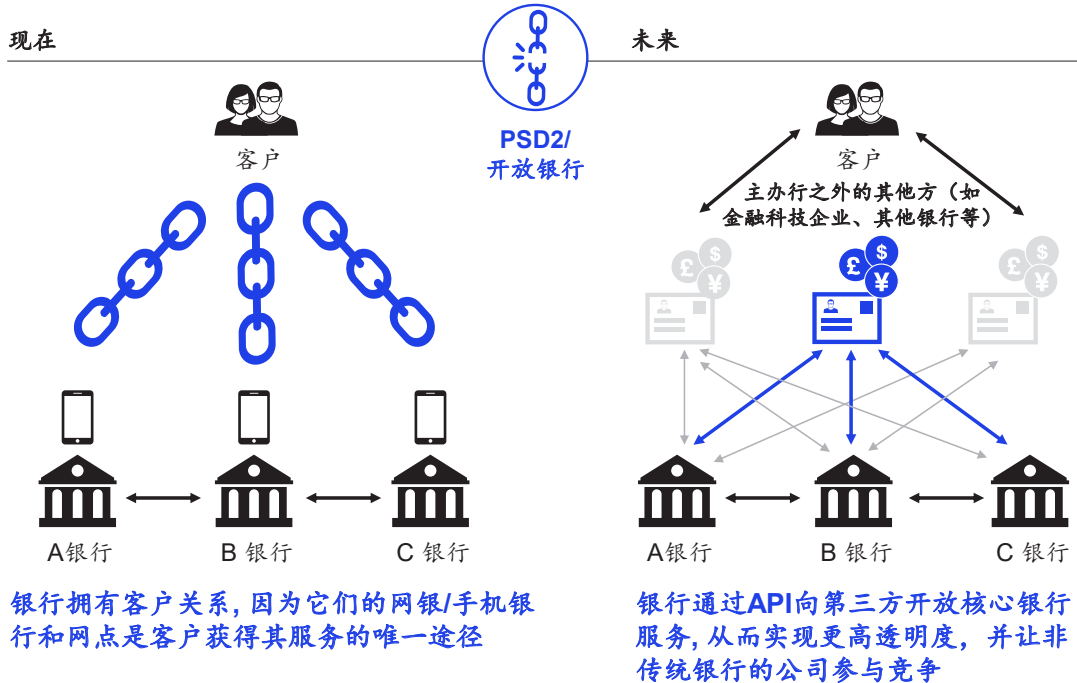 现在
PSD2/
开放银行
未来
客户
A银行
B 银行
C 银行
银行拥有客户关系, 因为它们的网银/手机银
行和网点是客户获得其服务的唯一途径
客户
主办行之外的其他方（如
金融科技企业、其他银行等）
£ $ ¥
£ $ ¥
£ $ ¥
A银行
B 银行
C 银行
银行通过API向第三方开放核心银行
服务, 从而实现更高透明度，并让非
传统银行的公司参与竞争